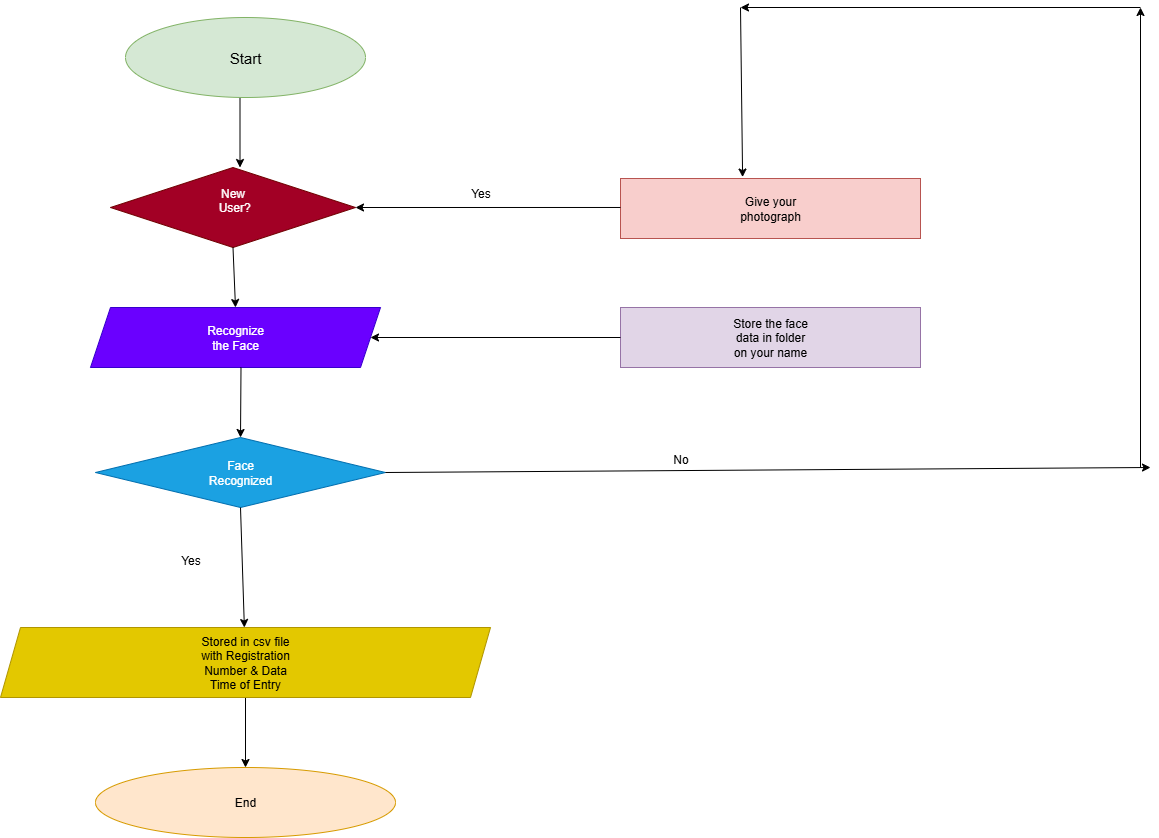 Start
New
User?
Yes
Give your
photograph
Recognize
the Face
Store the face
data in folder
on your name
Face
Recognized
No
Yes
Stored in csv file
with Registration
Number & Data
Time of Entry
End